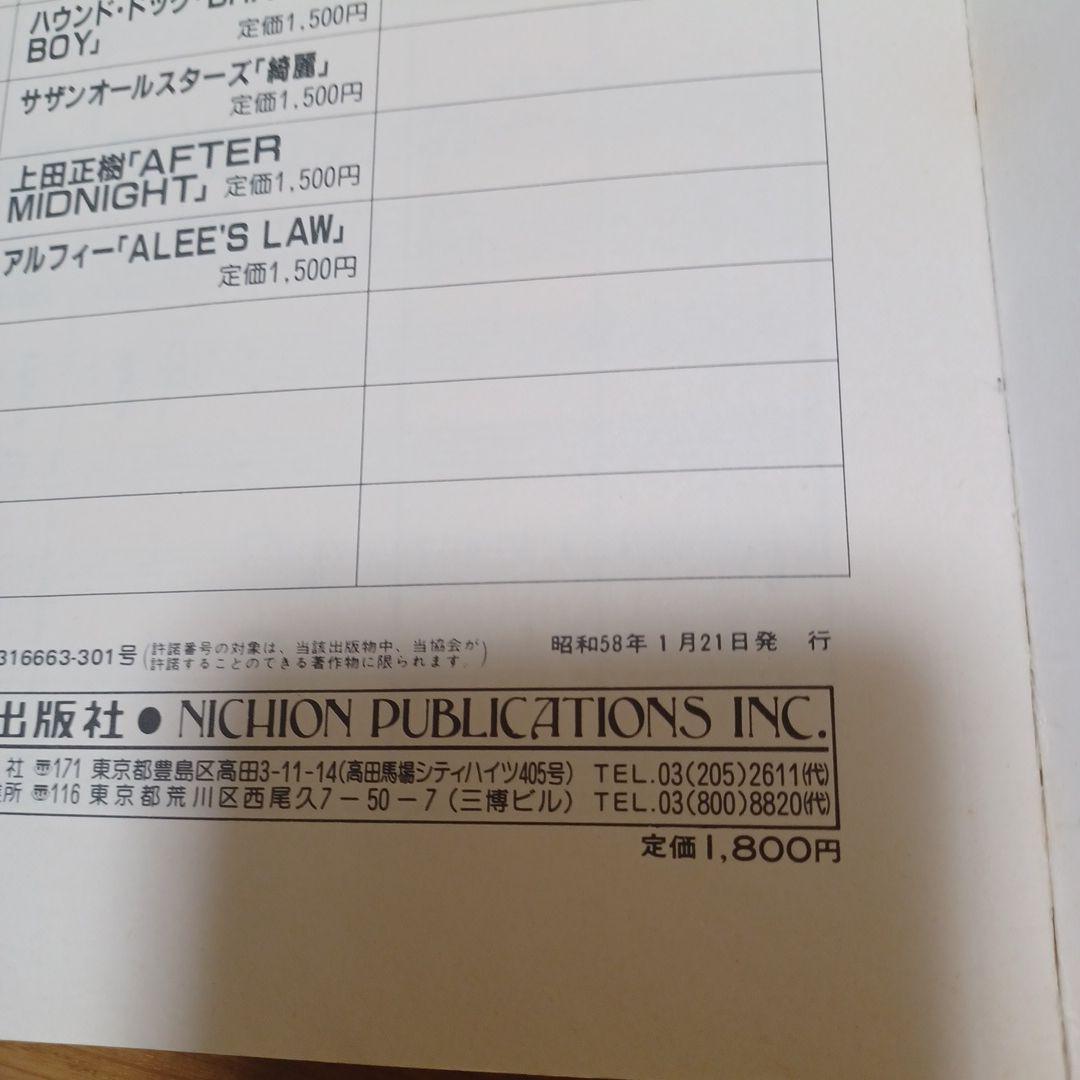 ハウンド・ドッグ
BOY」
定価1,500円
サザンオールスターズ「綺麗」
定価1,500円
上田正樹「AFTER
MIDNIGHT」 定価1,500円
アルフィー「ALEE'S LAW」
定価1,500円
316663-301号 (許諾番号の対象は、当該出版物中、当協会が
許諾することのできる著作物に限られます。)
昭和58年 1月21日発 行
出版社 ● NICHION PUBLICATIONS INC.
社 〠171 東京都豊島区高田3-11-14(高田馬場シティハイツ405号) TEL.03(205)2611(代)
所 〠116 東京都荒川区西尾久7-50-7(三博ビル) TEL.03(800)8820(代)
定価1,800円